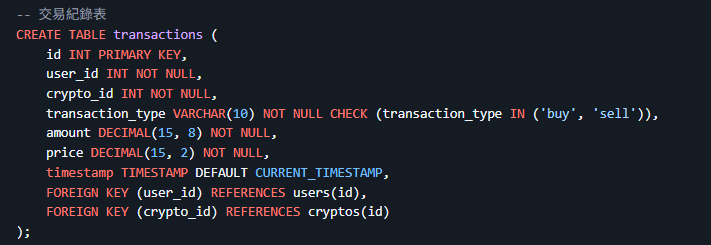 -- 交易紀錄表
CREATE TABLE transactions (
    id INT PRIMARY KEY,
    user_id INT NOT NULL,
    crypto_id INT NOT NULL,
    transaction_type VARCHAR(10) NOT NULL CHECK (transaction_type IN ('buy', 'sell')),
    amount DECIMAL(15, 8) NOT NULL,
    price DECIMAL(15, 2) NOT NULL,
    timestamp TIMESTAMP DEFAULT CURRENT_TIMESTAMP,
    FOREIGN KEY (user_id) REFERENCES users(id),
    FOREIGN KEY (crypto_id) REFERENCES cryptos(id)
);